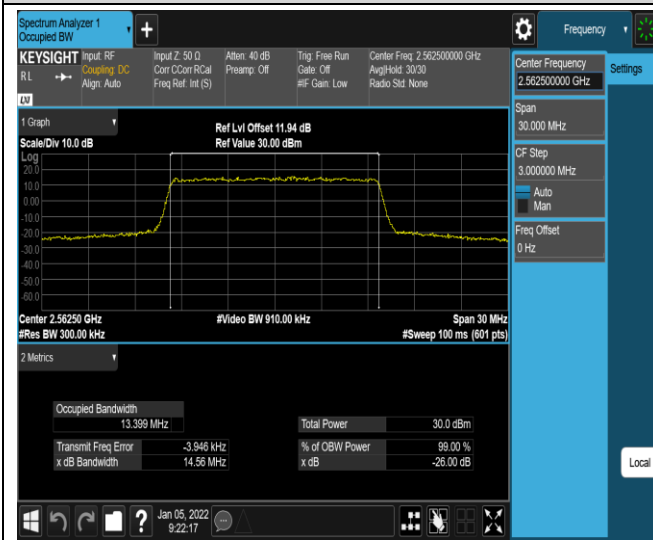 Spectrum Analyzer 1
Occupied BW
Frequency
KEYSIGHT
Input: RF
Coupling: DC
Align: Auto
Input Z: 50 Ω
Corr CCorr RCal
Freq Ref: Int (S)
Atten: 40 dB
Preamp: Off
Trig: Free Run
Gate: Off
#IF Gain: Low
Center Freq: 2.562500000 GHz
Avg|Hold: 30/30
Radio Std: None
RL
LXI
Center Frequency
2.562500000 GHz
Settings
Span
30.000 MHz
CF Step
3.000000 MHz
Auto
Man
Freq Offset
0 Hz
1 Graph
Scale/Div 10.0 dB
Ref Lvl Offset 11.94 dB
Ref Value 30.00 dBm
Log
20.0
10.0
0.00
-10.0
-20.0
-30.0
-40.0
-50.0
-60.0
Center 2.56250 GHz
#Video BW 910.00 kHz
Span 30 MHz
#Res BW 300.00 kHz
#Sweep 100 ms (601 pts)
2 Metrics
Occupied Bandwidth
13.399 MHz
Total Power 30.0 dBm
Transmit Freq Error -3.946 kHz
% of OBW Power 99.00 %
x dB Bandwidth 14.56 MHz
x dB -26.00 dB
Local
?
Jan 05, 2022
9:22:17